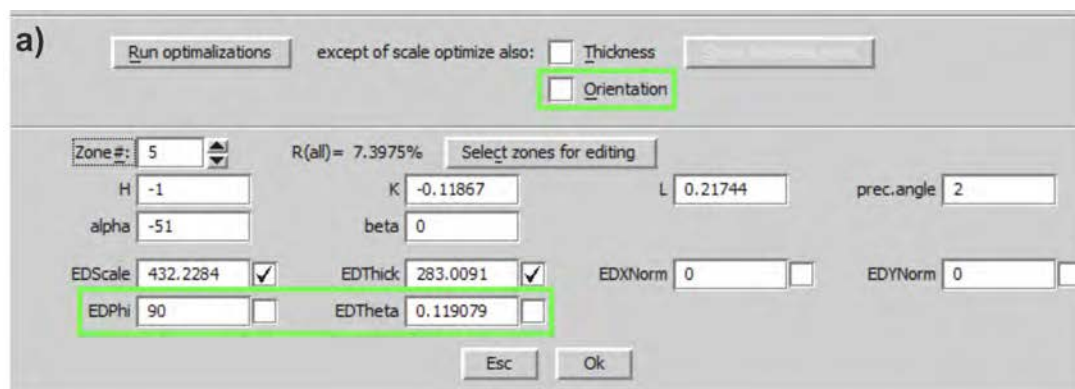 a)
Run optimalizations except of scale optimize also: Thickness
Orientation
Zone#: 5 R(all)= 7.3975% Select zones for editing
H -1 K -0.11867 L 0.21744 prec.angle 2
alpha -51 beta 0
EDScale 432.2284 EDThick 283.0091 EDXNorm 0 EDYNorm 0
EDPhi 90 EDTheta 0.119079
Esc Ok